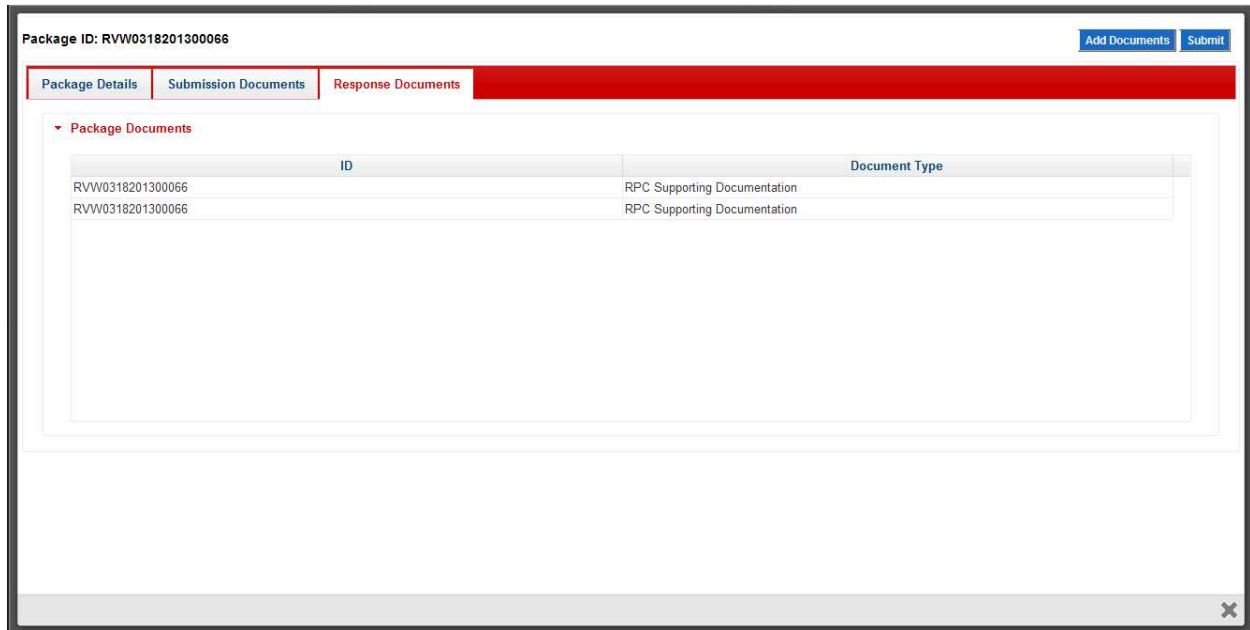 Package ID: RVW0318201300066
Add Documents Submit
Package Details Submission Documents Response Documents
Package Documents
ID Document Type
RVW0318201300066 RPC Supporting Documentation
RVW0318201300066 RPC Supporting Documentation